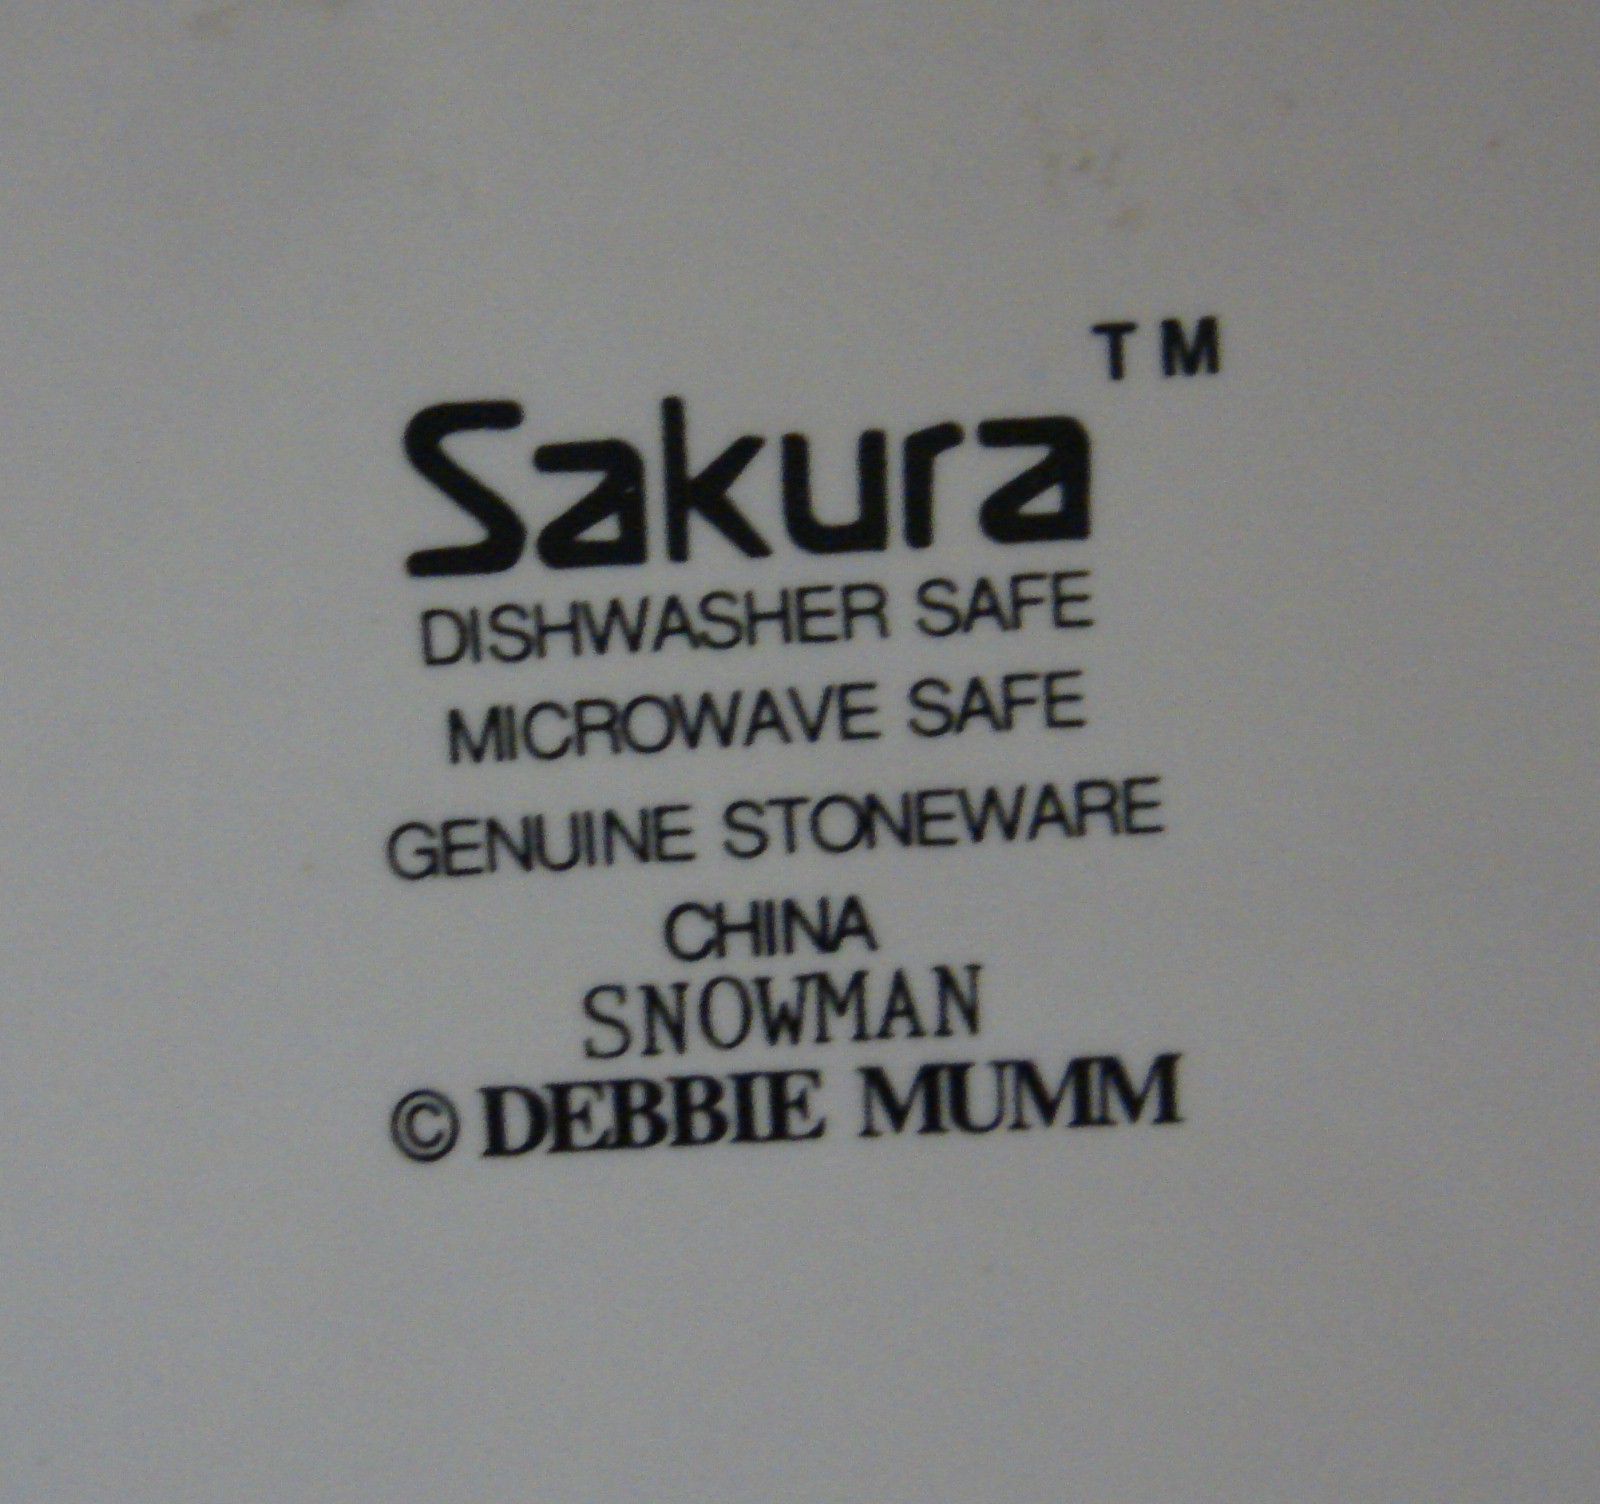 Sakura TM
DISHWASHER SAFE
MICROWAVE SAFE
GENUINE STONEWARE
CHINA
SNOWMAN
© DEBBIE MUMM